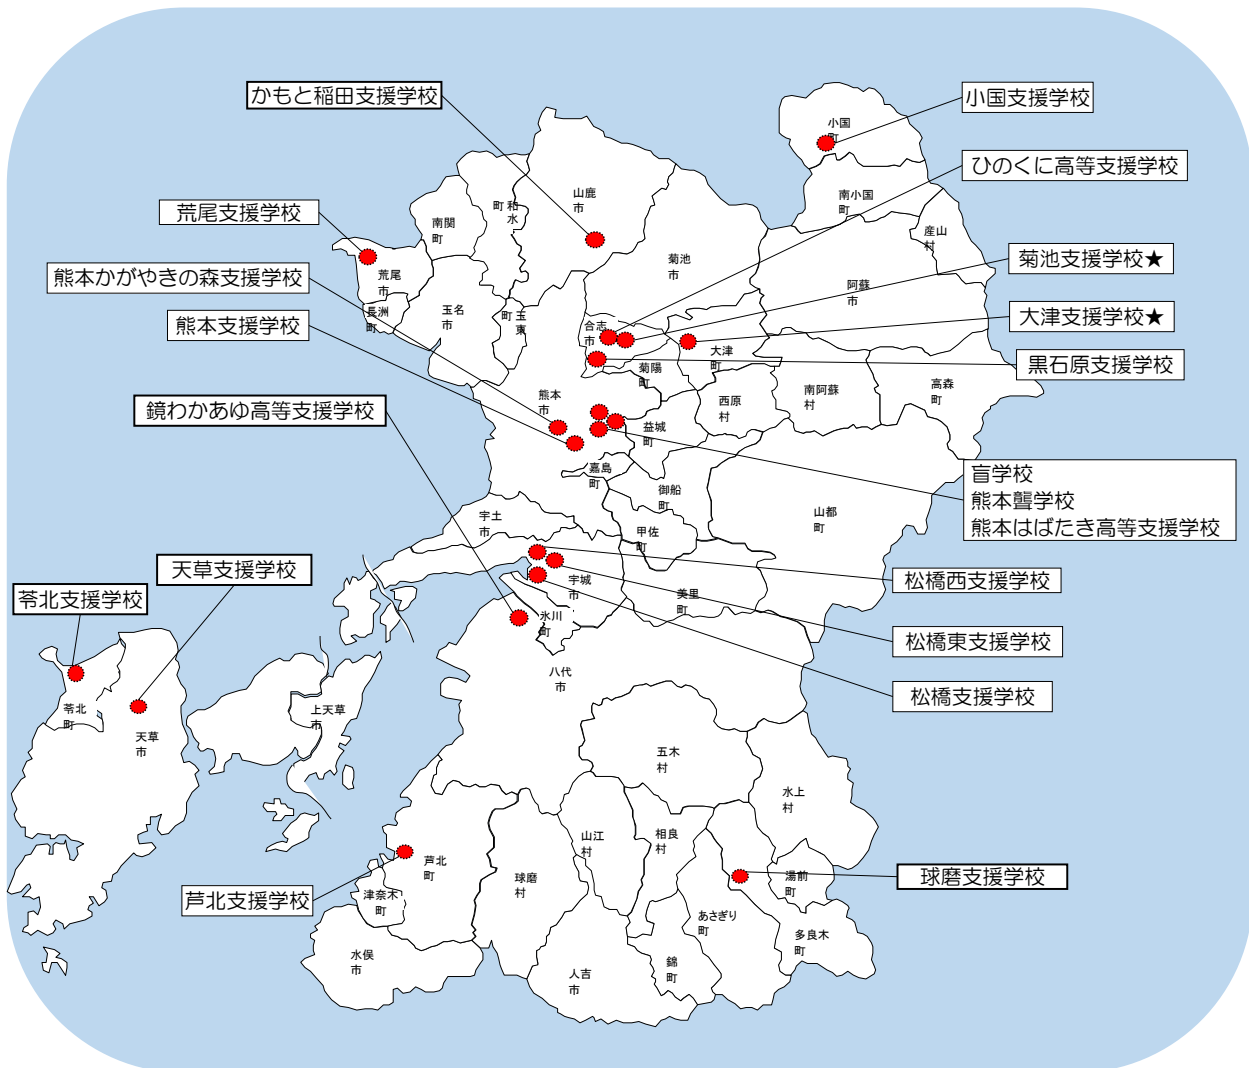 かもと稲田支援学校
小国支援学校
ひのくに高等支援学校
荒尾支援学校
菊池支援学校★
熊本かがやきの森支援学校
大津支援学校★
熊本支援学校
黒石原支援学校
鏡わかあゆ高等支援学校
盲学校
熊本聾学校
熊本はばたき高等支援学校
天草支援学校
松橋西支援学校
苓北支援学校
松橋東支援学校
松橋支援学校
球磨支援学校
芦北支援学校
小国
町
南小国
町
産山
村
山鹿
市
和水
町
南関
町
菊池
市
阿蘇
市
荒尾
市
長洲
町
玉名
市
玉東
町
合志
市
大津
町
菊陽
町
高森
町
南阿蘇
村
西原
村
熊本
市
益城
町
嘉島
町
御船
町
山都
町
宇土
市
甲佐
町
宇城
市
美里
町
氷川
町
八代
市
苓北
町
天草
市
上天草
市
五木
村
水上
村
山江
村
相良
村
芦北
町
球磨
村
湯前
町
津奈木
町
あさぎり
町
多良木
町
水俣
市
人吉
市
錦
町